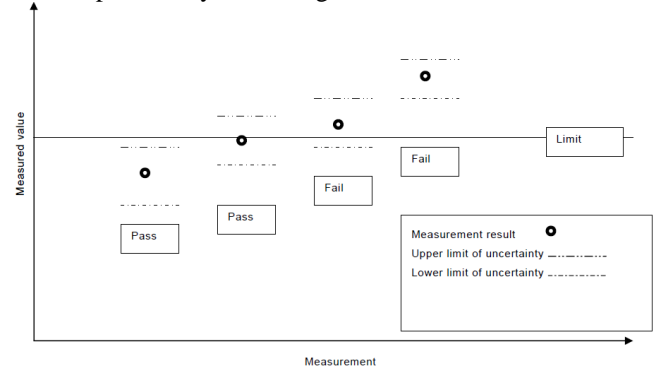 Measured value
Limit
Fail
Fail
Pass
Pass
Measurement result
Upper limit of uncertainty
Lower limit of uncertainty
Measurement